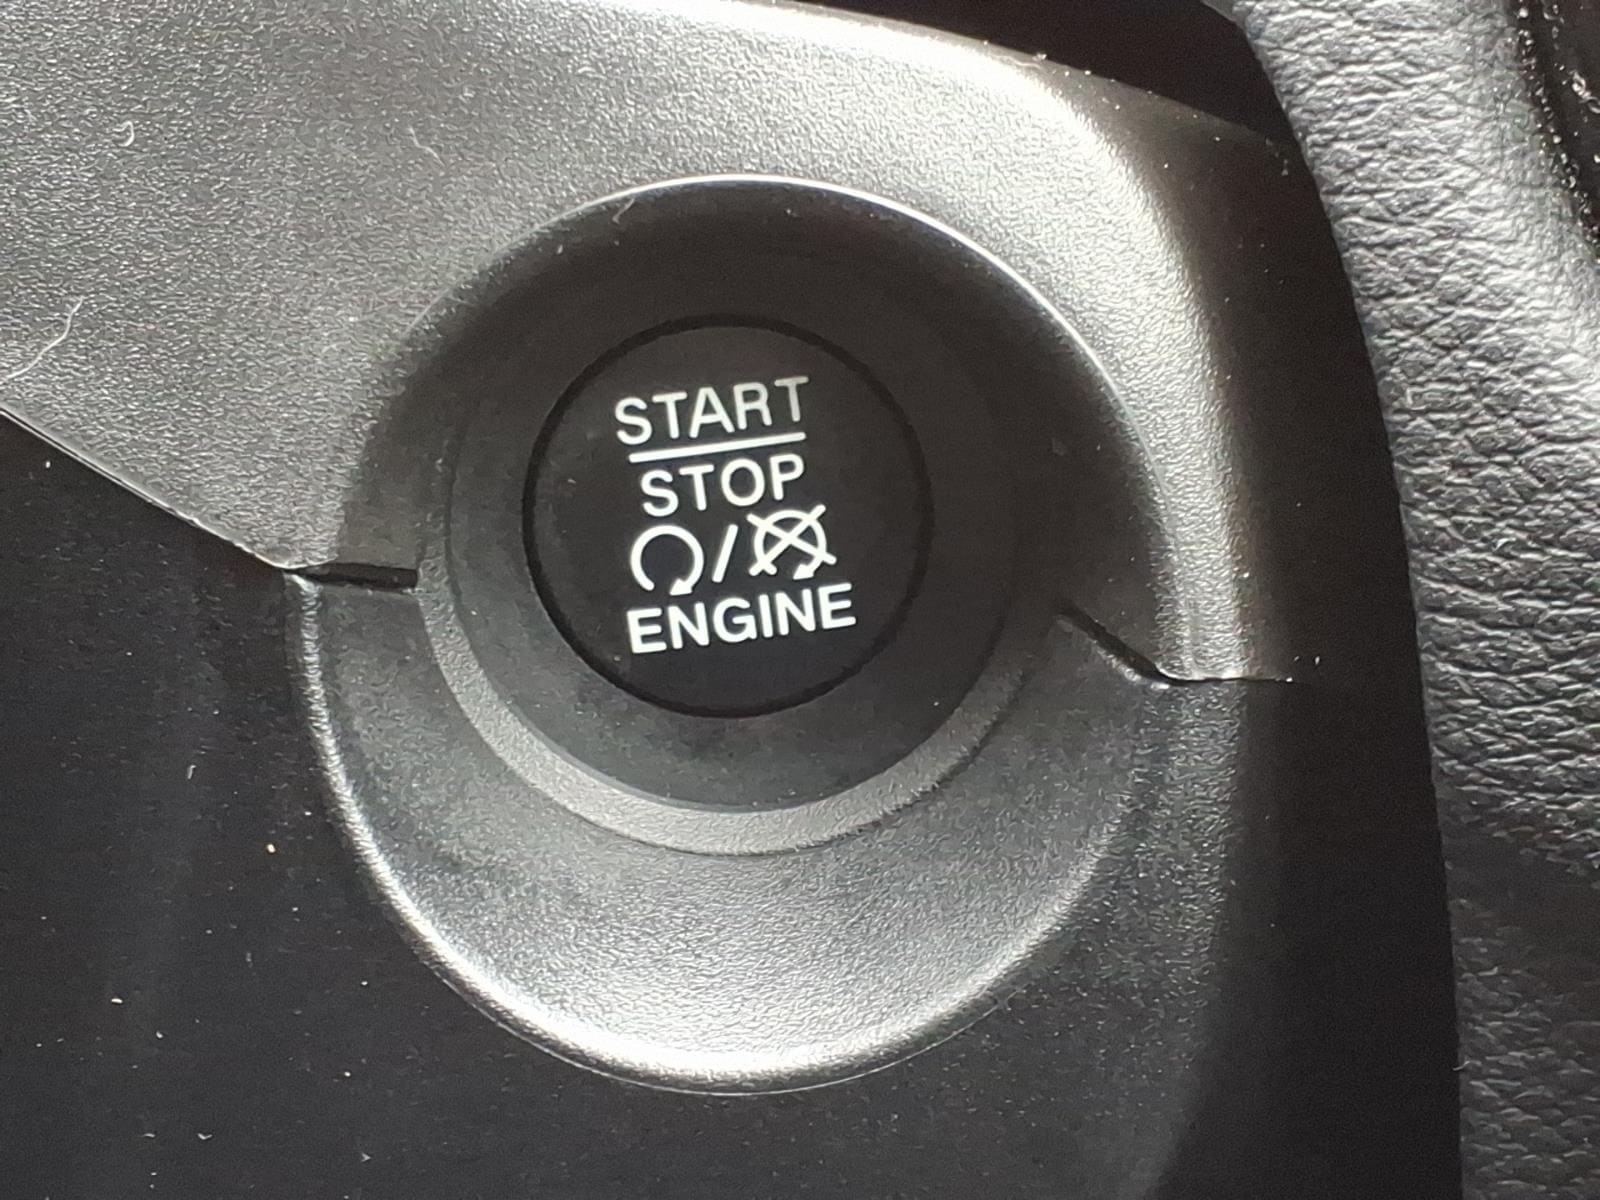 START
STOP
/
ENGINE